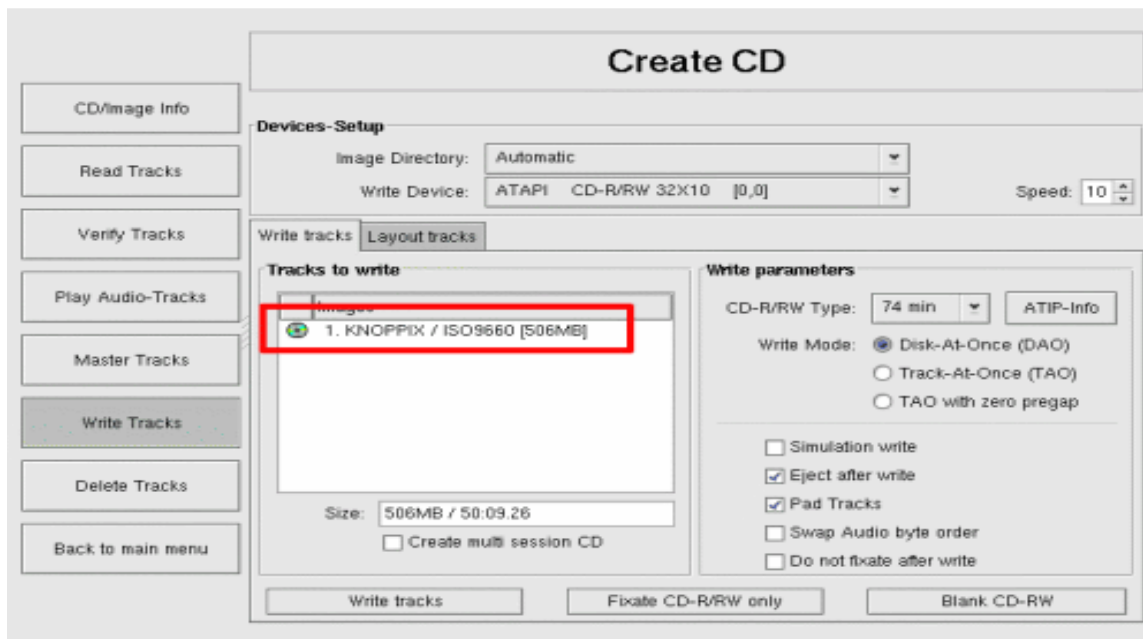 Create CD
CD/Image Info
Read Tracks
Verify Tracks
Play Audio-Tracks
Master Tracks
Write Tracks
Delete Tracks
Back to main menu
Devices-Setup
Image Directory: Automatic
Write Device: ATAPI CD-R/RW 32X10 [0,0] Speed: 10
Write tracks Layout tracks
Tracks to write
Images
1. KNOPPIX / ISO9660 [506MB]
Size: 506MB / 50:09.26
Create multi session CD
Write parameters
CD-R/RW Type: 74 min ATIP-Info
Write Mode: Disk-At-Once (DAO)
Track-At-Once (TAO)
TAO with zero pregap
Simulation write
Eject after write
Pad Tracks
Swap Audio byte order
Do not fixate after write
Write tracks Fixate CD-R/RW only Blank CD-RW